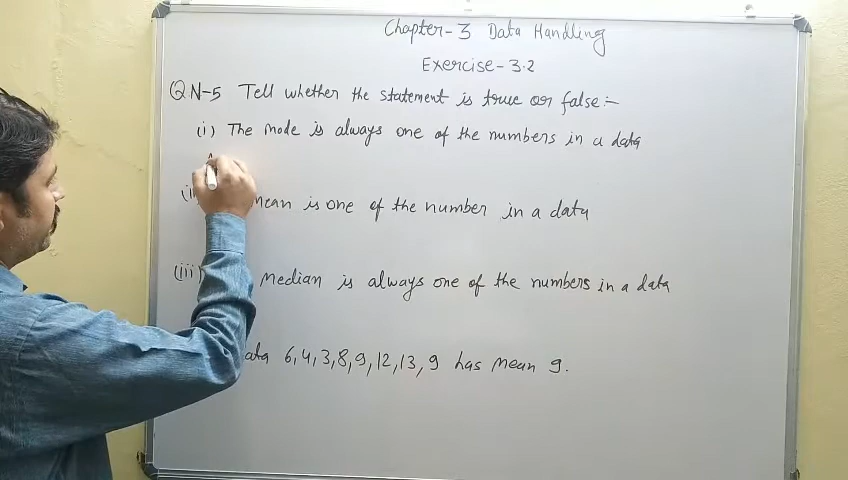 Chapter-3 Data Handling
Exercise-3.2
QN-5 Tell whether the statement is true or false:-
(i) The mode is always one of the numbers in a data
mean is one of the number in a data
(iii) Median is always one of the numbers in a data
6,4,3,8,9,12,13,9 has mean 9.